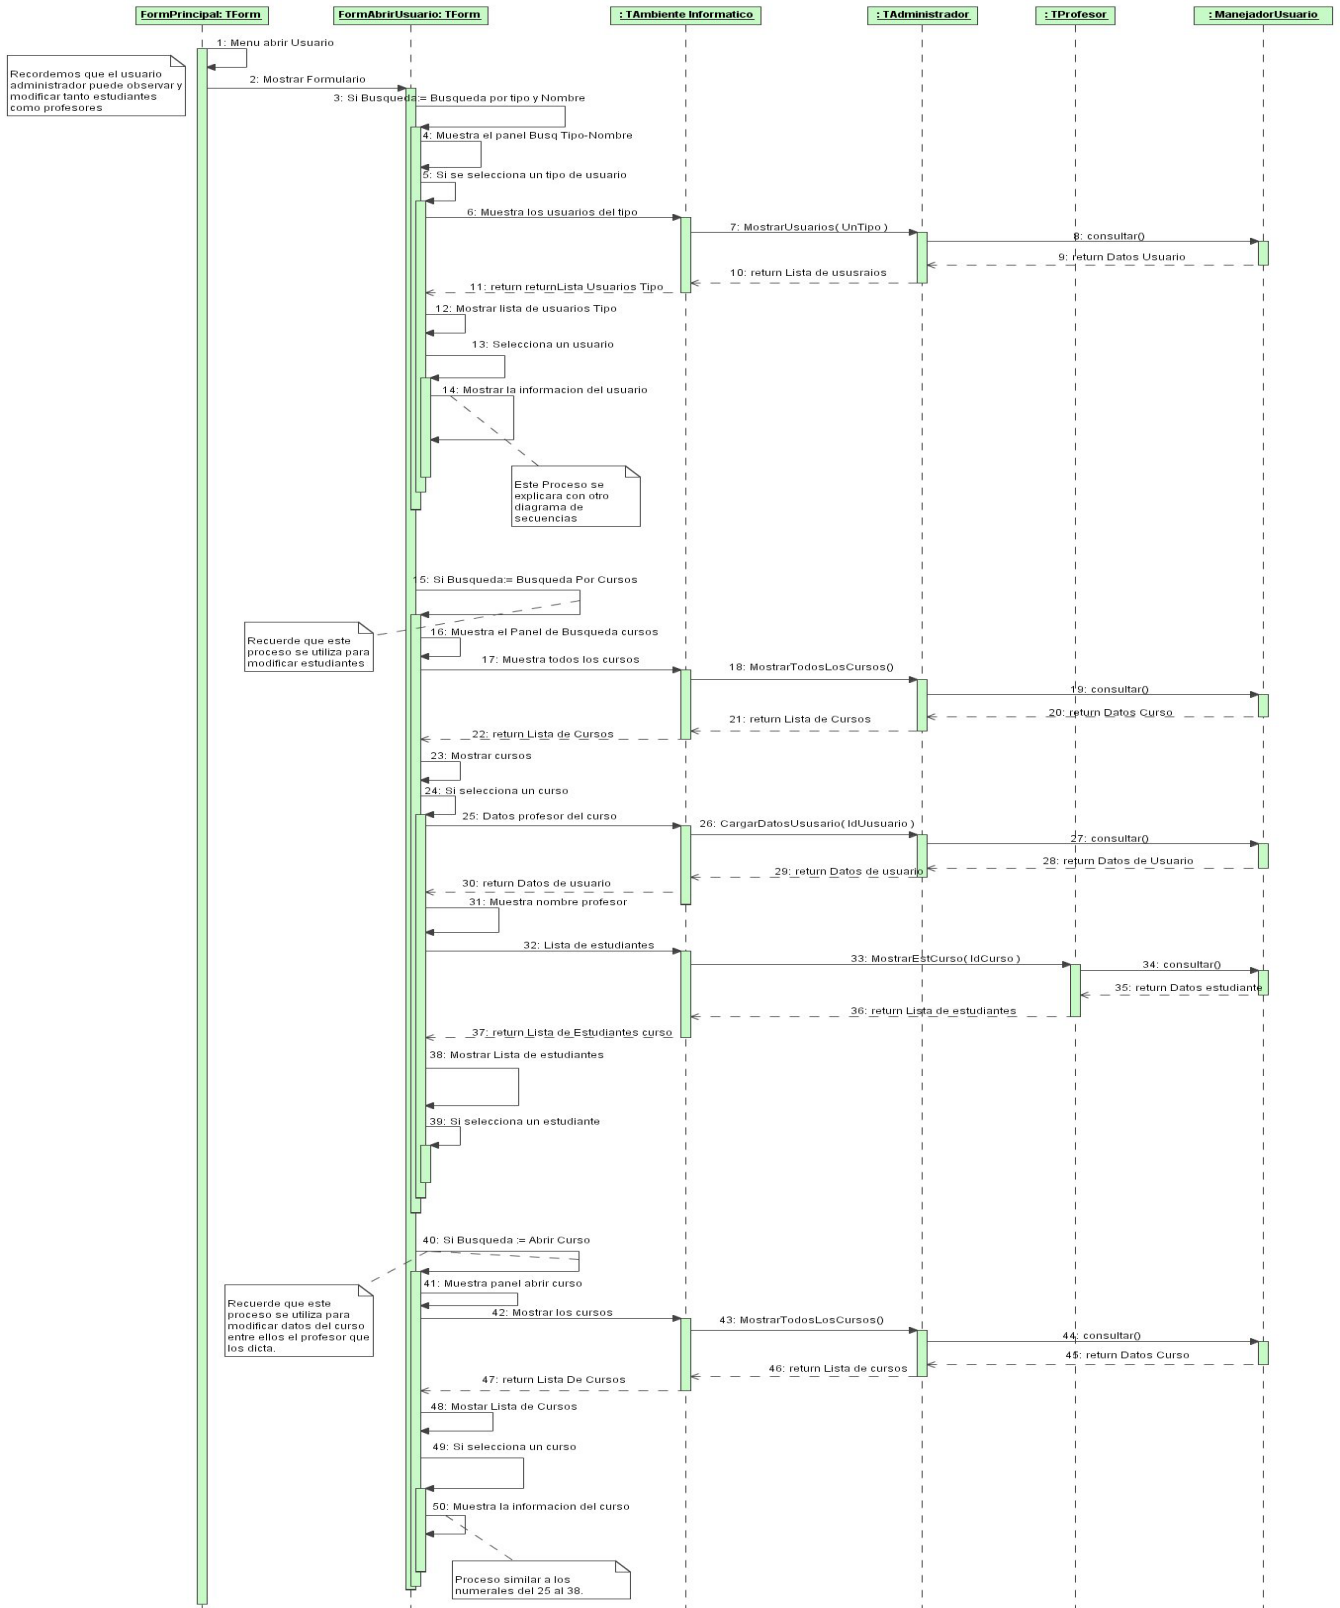 FormPrincipal: TForm
FormAbrirUsuario: TForm
: TAmbiente Informatico
: TAdministrador
: TProfesor
: ManejadorUsuario
1: Menu abrir Usuario
Recordemos que el usuario
administrador puede observar y
modificar tanto estudiantes
como profesores
2: Mostrar Formulario
3: Si Busqueda:= Busqueda por tipo y Nombre
4: Muestra el panel Busq Tipo-Nombre
5: Si se selecciona un tipo de usuario
6: Muestra los usuarios del tipo
7: MostrarUsuarios( UnTipo )
8: consultar()
9: return Datos Usuario
10: return Lista de ususraios
11: return returnLista Usuarios Tipo
12: Mostrar lista de usuarios Tipo
13: Selecciona un usuario
14: Mostrar la informacion del usuario
Este Proceso se
explicara con otro
diagrama de
secuencias
15: Si Busqueda:= Busqueda Por Cursos
Recuerde que este
proceso se utiliza para
modificar estudiantes
16: Muestra el Panel de Busqueda cursos
17: Muestra todos los cursos
18: MostrarTodosLosCursos()
19: consultar()
20: return Datos Curso
21: return Lista de Cursos
22: return Lista de Cursos
23: Mostrar cursos
24: Si selecciona un curso
25: Datos profesor del curso
26: CargarDatosUsusario( IdUusuario )
27: consultar()
28: return Datos de Usuario
29: return Datos de usuario
30: return Datos de usuario
31: Muestra nombre profesor
32: Lista de estudiantes
33: MostrarEstCurso( IdCurso )
34: consultar()
35: return Datos estudiante
36: return Lista de estudiantes
37: return Lista de Estudiantes curso
38: Mostrar Lista de estudiantes
39: Si selecciona un estudiante
40: Si Busqueda := Abrir Curso
Recuerde que este
proceso se utiliza para
modificar datos del curso
entre ellos el profesor que
los dicta.
41: Muestra panel abrir curso
42: Mostrar los cursos
43: MostrarTodosLosCursos()
44: consultar()
45: return Datos Curso
46: return Lista de cursos
47: return Lista De Cursos
48: Mostar Lista de Cursos
49: Si selecciona un curso
50: Muestra la informacion del curso
Proceso similar a los
numerales del 25 al 38.